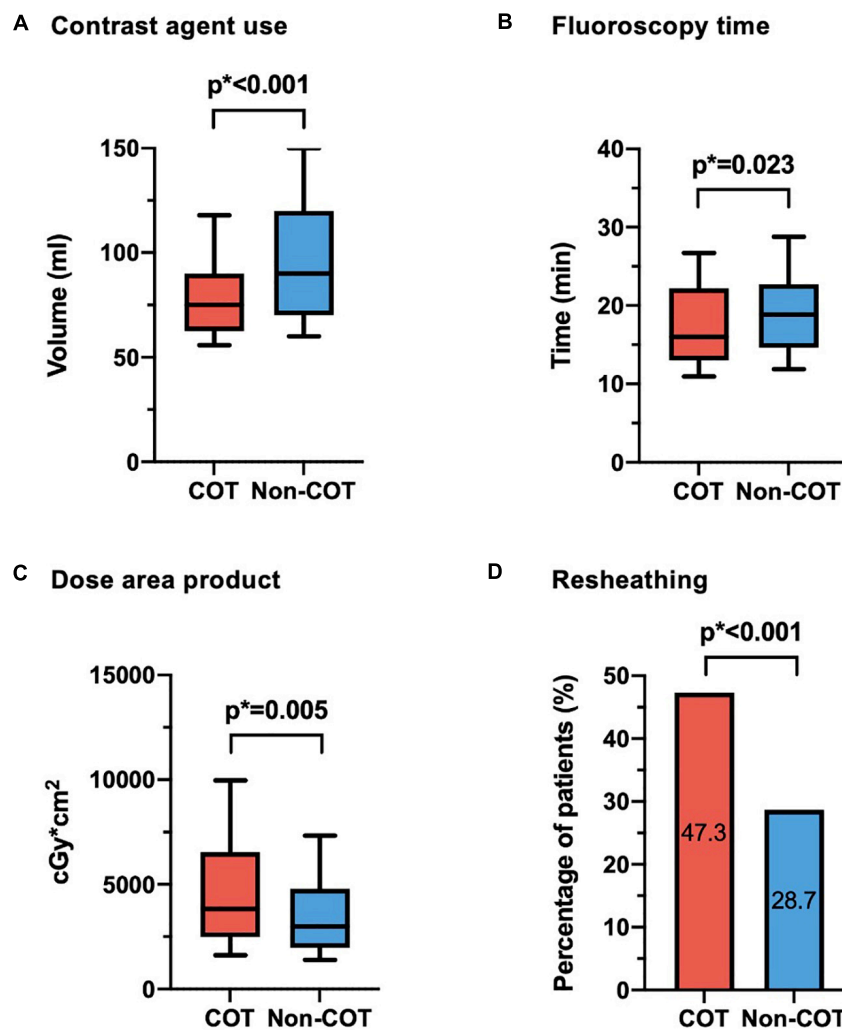 A Contrast agent use
p*<0.001
150
100
50
0
Volume (ml)
COT Non-COT
B Fluoroscopy time
p*=0.023
40
30
20
10
0
Time (min)
COT Non-COT
C Dose area product
p*=0.005
15000
10000
5000
0
cGy*cm²
COT Non-COT
D Resheathing
p*<0.001
50
40
30
20
10
0
Percentage of patients (%)
47.3
28.7
COT Non-COT